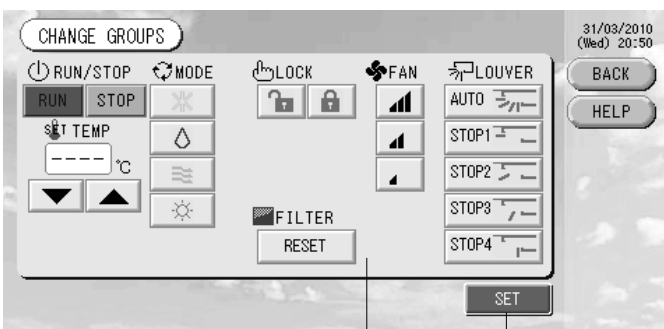 CHANGE GROUPS
31/03/2010
(Wed) 20:50
BACK
HELP
RUN/STOP
MODE
LOCK
FAN
LOUVER
RUN
STOP
AUTO
SET TEMP
STOP1
----°C
STOP2
STOP3
FILTER
RESET
STOP4
SET